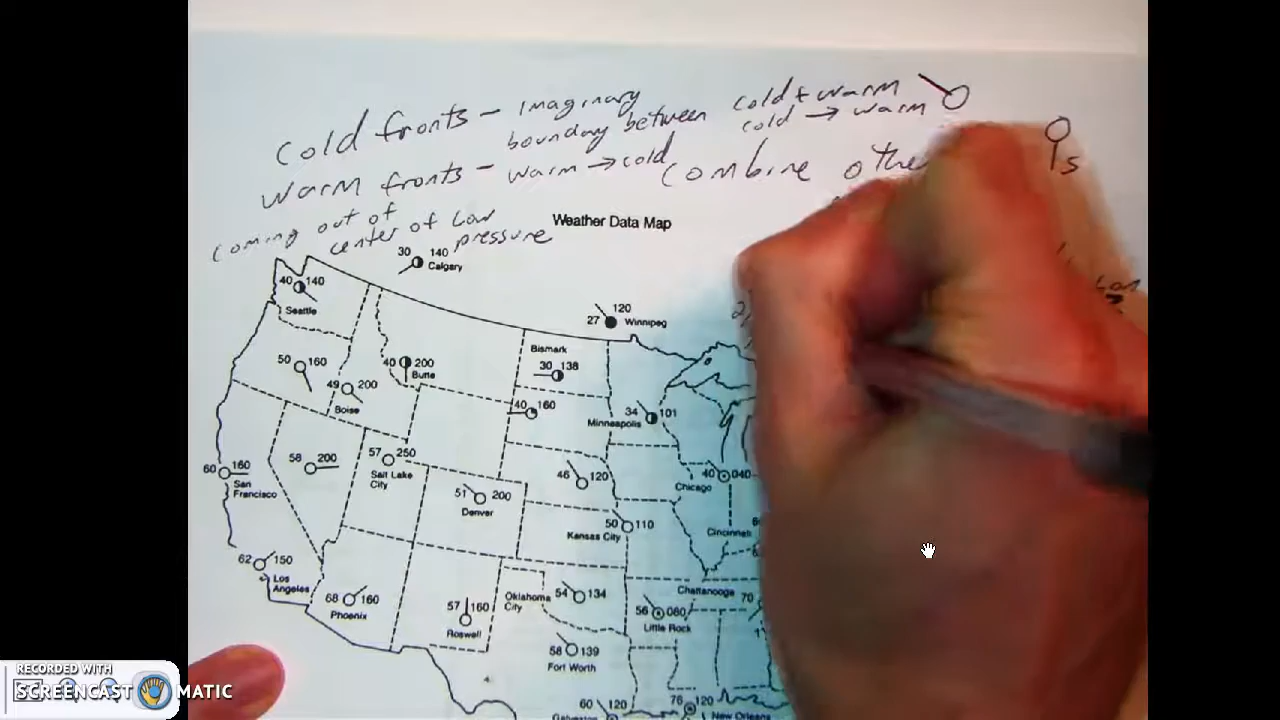 Cold fronts - Imaginary
boundary between cold + warm
cold → warm
warm fronts - warm → cold
combine
coming out of
center of Low
pressure
S
Weather Data Map
30 140
Calgary
40 140
Seattle
120
27 Winnipeg
50 160
49 200
Boise
40 200
Butte
Bismark
30 138
40 160
34 101
Minneapolis
60 160
San
Francisco
58 200
57 250
Salt Lake
City
51 200
Denver
46 120
40 040
Chicago
50 110
Kansas City
Cincinneti
62 150
Los
Angeles
68 160
Phoenix
57 160
Roswell
Oklahoma
City
54 134
Chattanooge
70
56 080
Little Rock
58 139
Fort Worth
60 120
76 120
New Orleans
RECORDED WITH
SCREENCAST MATIC